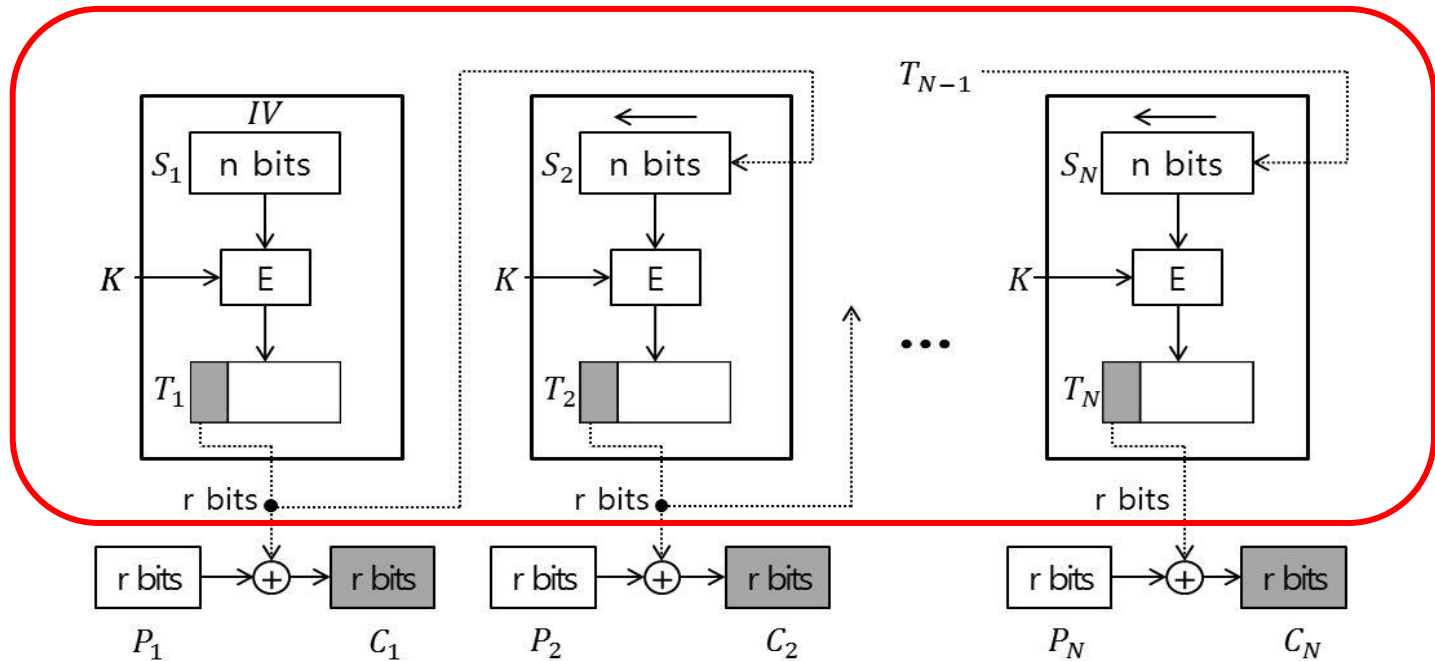 T_{N-1}
IV
S_1 n bits S_2 n bits S_N n bits
K E K E K E
T_1 T_2 ••• T_N
r bits r bits r bits
r bits + r bits r bits + r bits r bits + r bits
P_1 C_1 P_2 C_2 P_N C_N